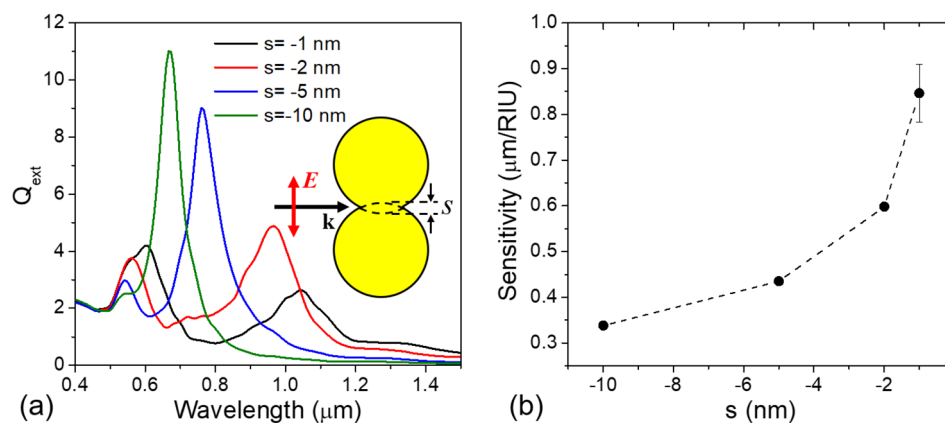 12
10
8
6
4
2
0
Q_ext
s= -1 nm
s= -2 nm
s= -5 nm
s=-10 nm
E
k
s
0.4 0.6 0.8 1.0 1.2 1.4
Wavelength (μm)
(a)
1.0
0.9
0.8
0.7
0.6
0.5
0.4
0.3
Sensitivity (μm/RIU)
-10 -8 -6 -4 -2
s (nm)
(b)